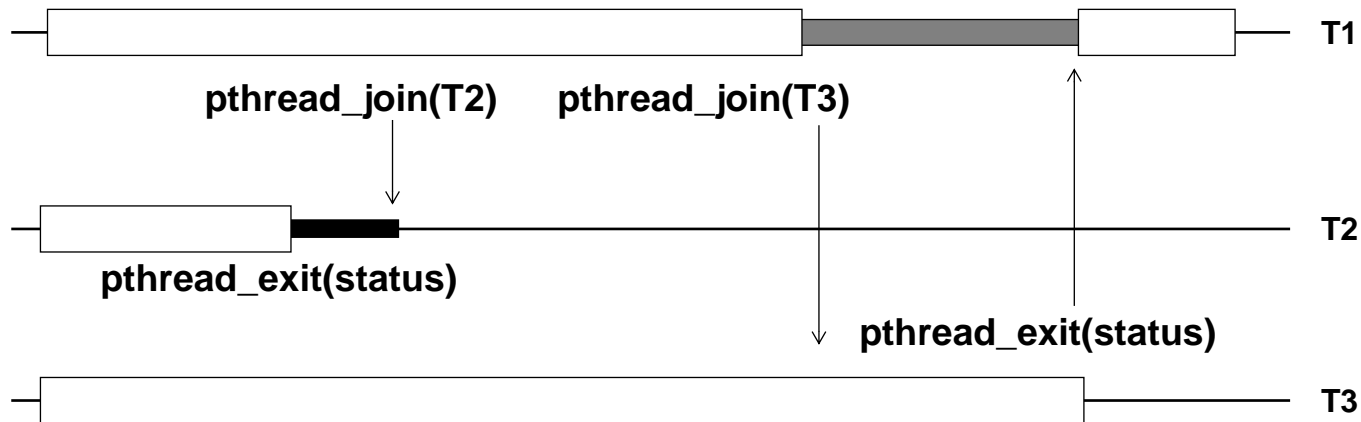 T1
pthread_join(T2)
pthread_join(T3)
T2
pthread_exit(status)
pthread_exit(status)
T3